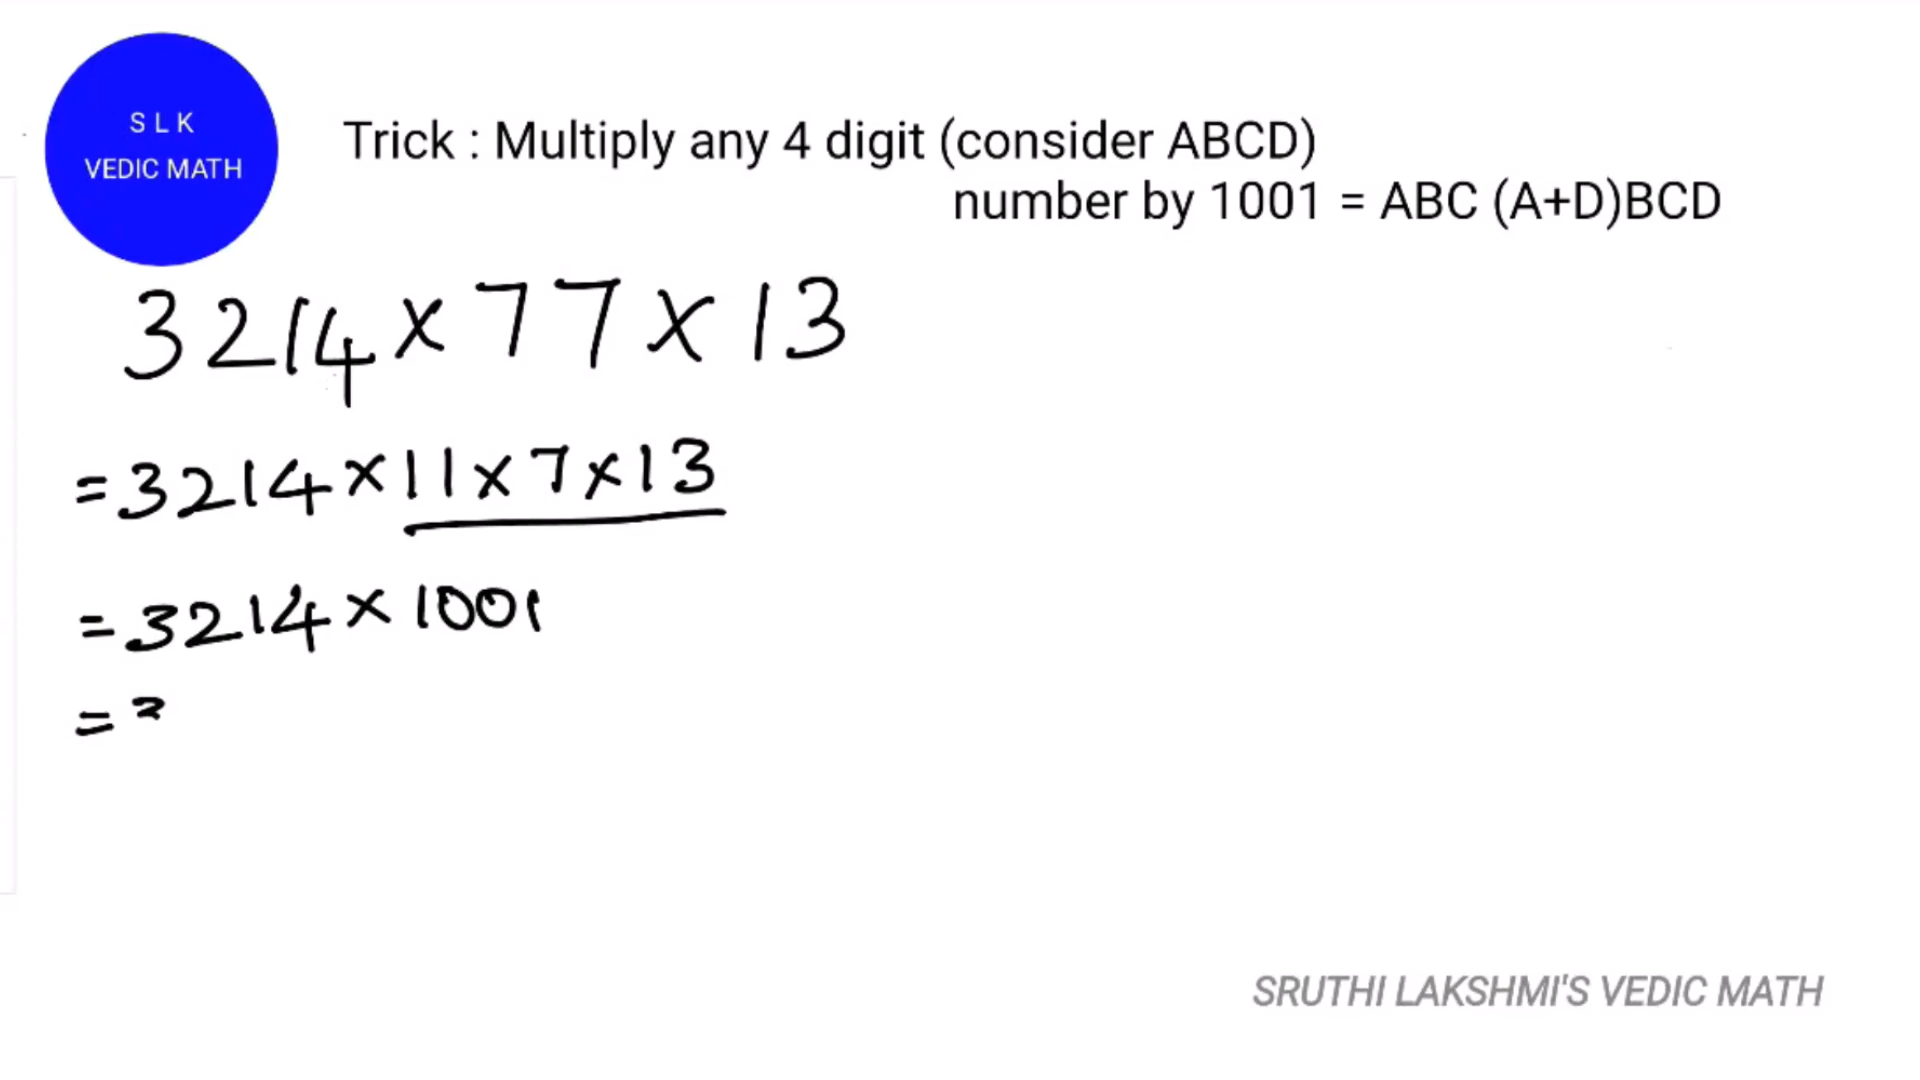 S L K
VEDIC MATH
Trick : Multiply any 4 digit (consider ABCD)
number by 1001 = ABC (A+D)BCD
3214 × 77 × 13
= 3214 × 11 × 7 × 13
= 3214 × 1001
= 3
SRUTHI LAKSHMI'S VEDIC MATH